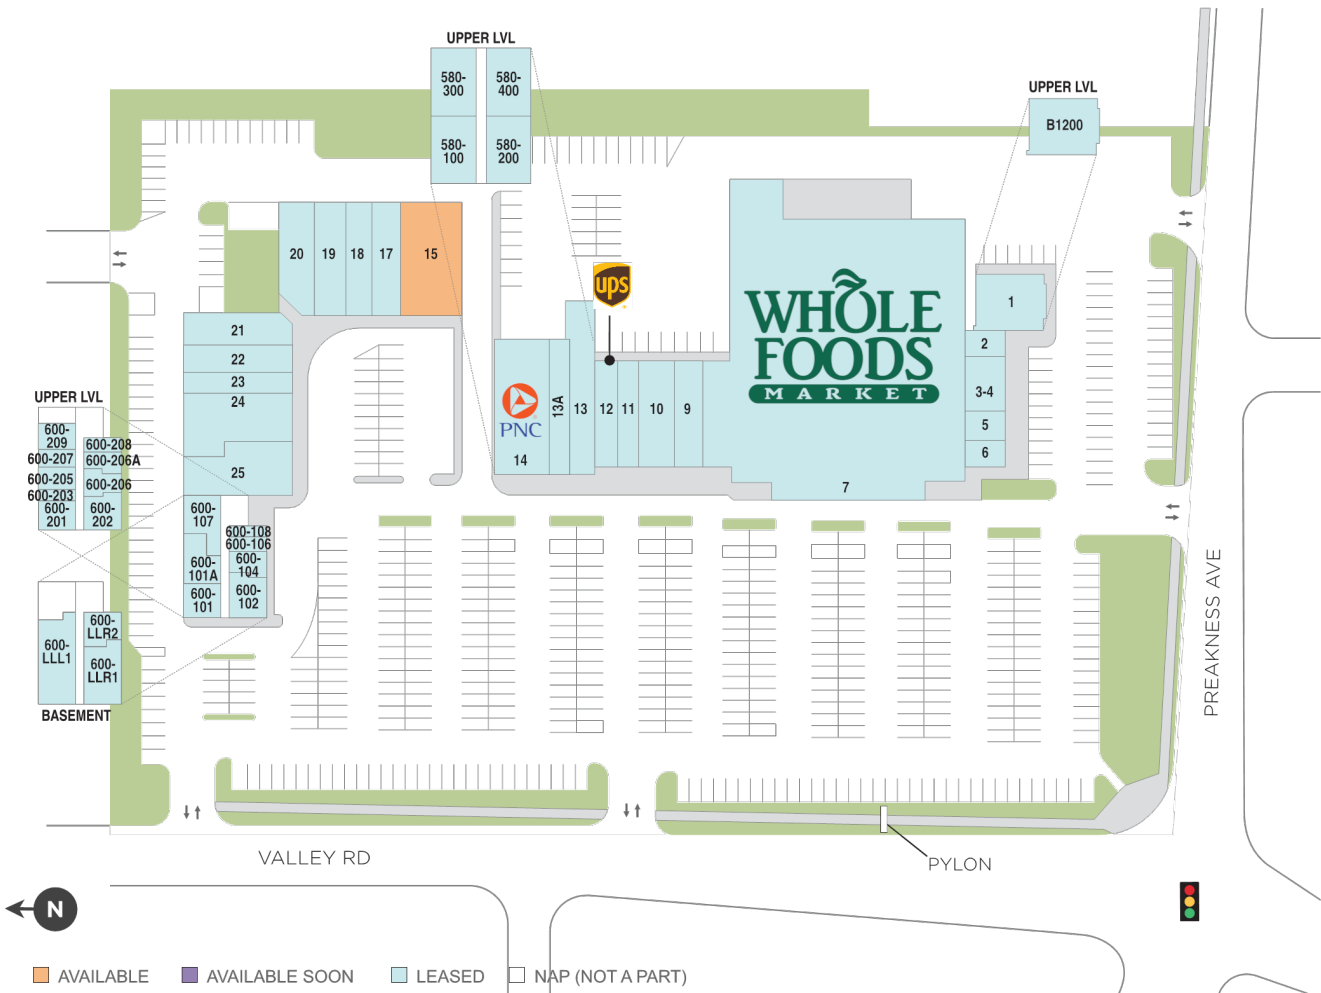 UPPER LVL
580-
300
580-
400
580-
100
580-
200
UPPER LVL
B1200
20
19
18
17
15
ups
WHOLE
FOODS
MARKET
1
2
3-4
5
6
7
21
22
23
24
25
PNC
14
13A
13
12
11
10
9
UPPER LVL
600-
209
600-208
600-207
600-206A
600-205
600-206
600-203
600-
201
600-
202
600-
107
600-108
600-106
600-
101A
600-
104
600-
101
600-
102
600-
LLL1
600-
LLR2
600-
LLR1
BASEMENT
PREAKNESS AVE
VALLEY RD
PYLON
N
AVAILABLE
AVAILABLE SOON
LEASED
NAP (NOT A PART)